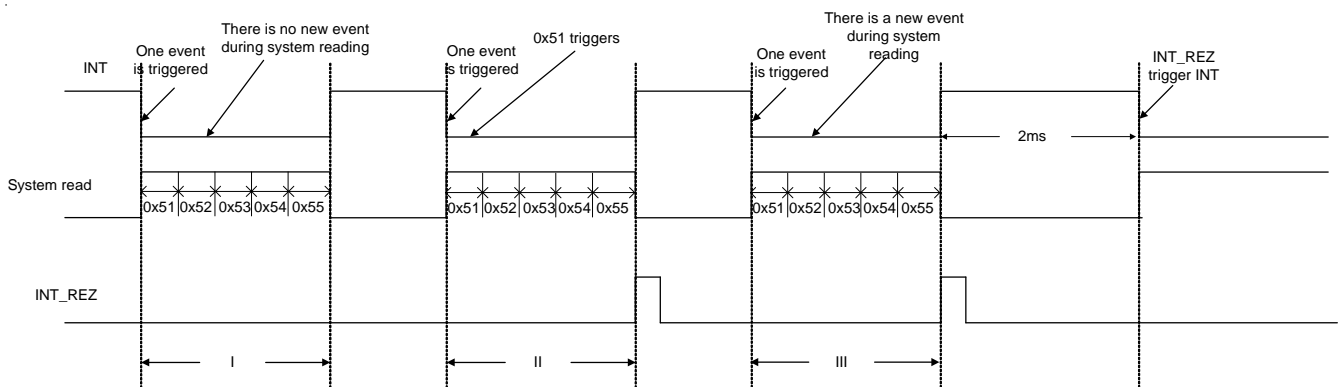 There is no new event
during system reading
One event
is triggered
INT
One event
is triggered
0x51 triggers
There is a new event
during system
reading
One event
is triggered
INT_REZ
trigger INT
2ms
System read
0x51 0x52 0x53 0x54 0x55
0x51 0x52 0x53 0x54 0x55
0x51 0x52 0x53 0x54 0x55
INT_REZ
I
II
III